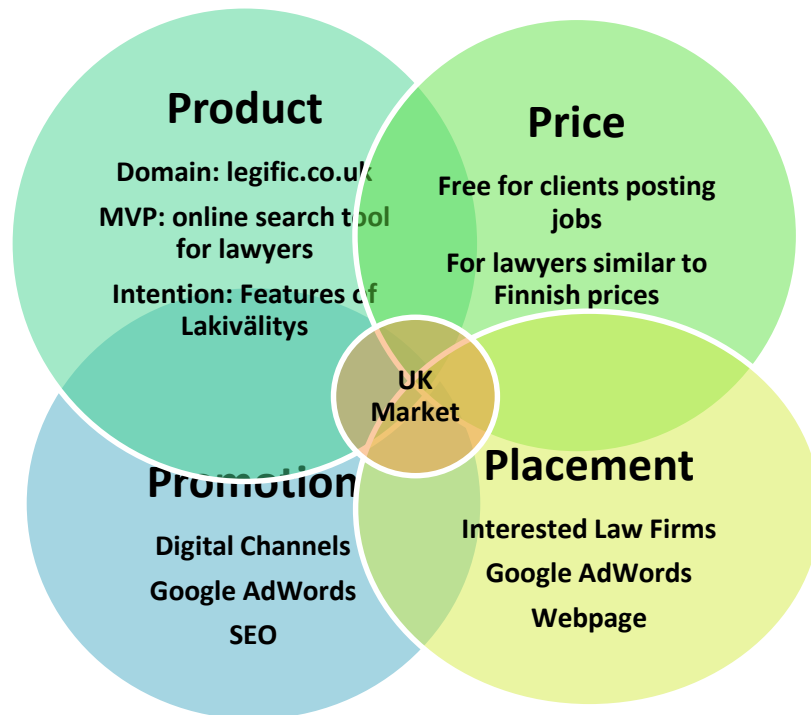 Product
Domain: legific.co.uk
MVP: online search tool
for lawyers
Intention: Features of
Lakivälitys
Price
Free for clients posting
jobs
For lawyers similar to
Finnish prices
UK
Market
Promotion
Digital Channels
Google AdWords
SEO
Placement
Interested Law Firms
Google AdWords
Webpage